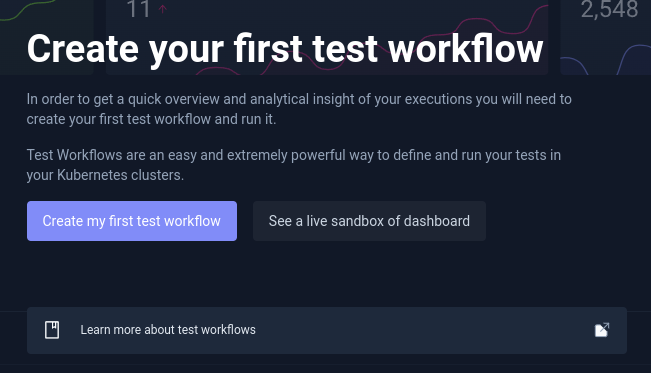 11 ↑
2,548
Create your first test workflow
In order to get a quick overview and analytical insight of your executions you will need to
create your first test workflow and run it.
Test Workflows are an easy and extremely powerful way to define and run your tests in
your Kubernetes clusters.
Create my first test workflow
See a live sandbox of dashboard
Learn more about test workflows